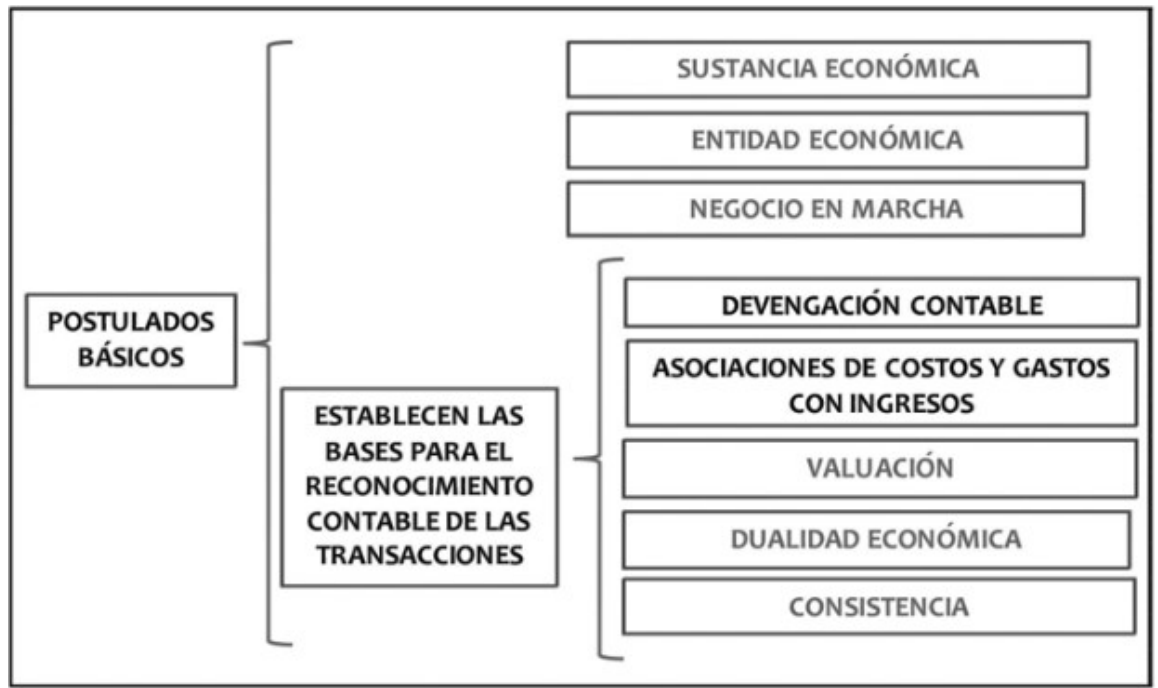 SUSTANCIA ECONÓMICA
ENTIDAD ECONÓMICA
NEGOCIO EN MARCHA
POSTULADOS
BÁSICOS
ESTABLECEN LAS
BASES PARA EL
RECONOCIMIENTO
CONTABLE DE LAS
TRANSACCIONES
DEVENGACIÓN CONTABLE
ASOCIACIONES DE COSTOS Y GASTOS
CON INGRESOS
VALUACIÓN
DUALIDAD ECONÓMICA
CONSISTENCIA